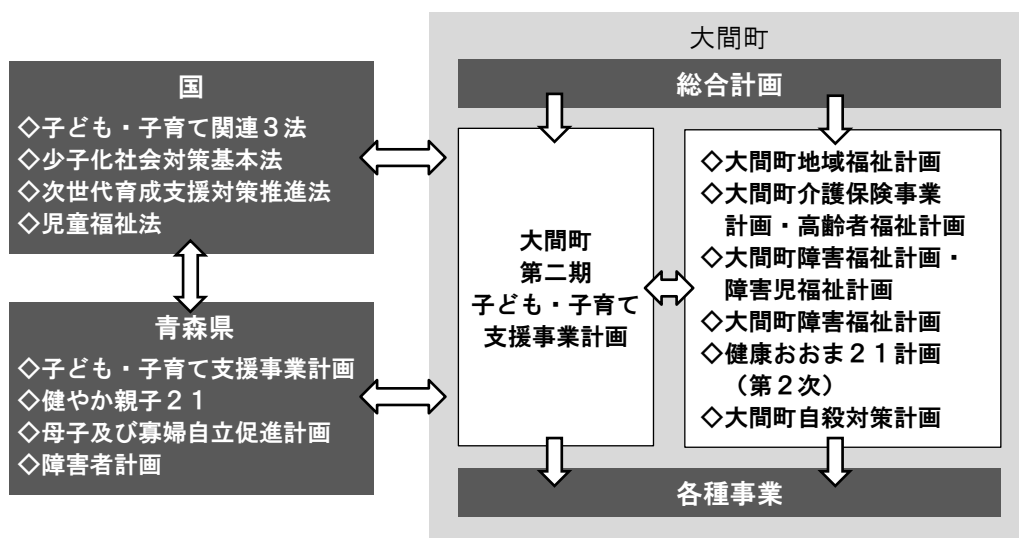 大間町
国
◇子ども・子育て関連３法
◇少子化社会対策基本法
◇次世代育成支援対策推進法
◇児童福祉法
青森県
◇子ども・子育て支援事業計画
◇健やか親子２１
◇母子及び寡婦自立促進計画
◇障害者計画
総合計画
大間町
第二期
子ども・子育て
支援事業計画
◇大間町地域福祉計画
◇大間町介護保険事業
計画・高齢者福祉計画
◇大間町障害福祉計画・
障害児福祉計画
◇大間町障害福祉計画
◇健康おおま２１計画
（第２次）
◇大間町自殺対策計画
各種事業